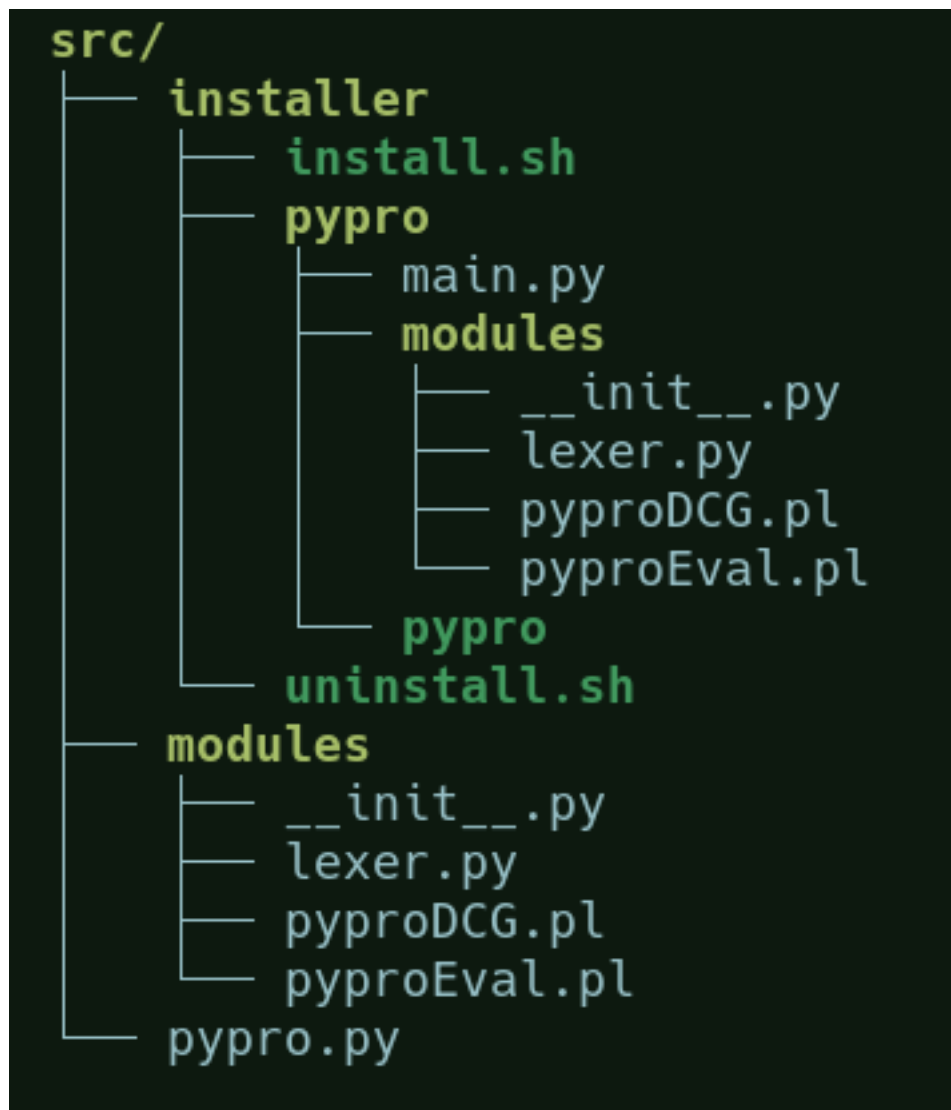 src/
installer
install.sh
pypro
main.py
modules
__init__.py
lexer.py
pyproDCG.pl
pyproEval.pl
pypro
uninstall.sh
modules
__init__.py
lexer.py
pyproDCG.pl
pyproEval.pl
pypro.py